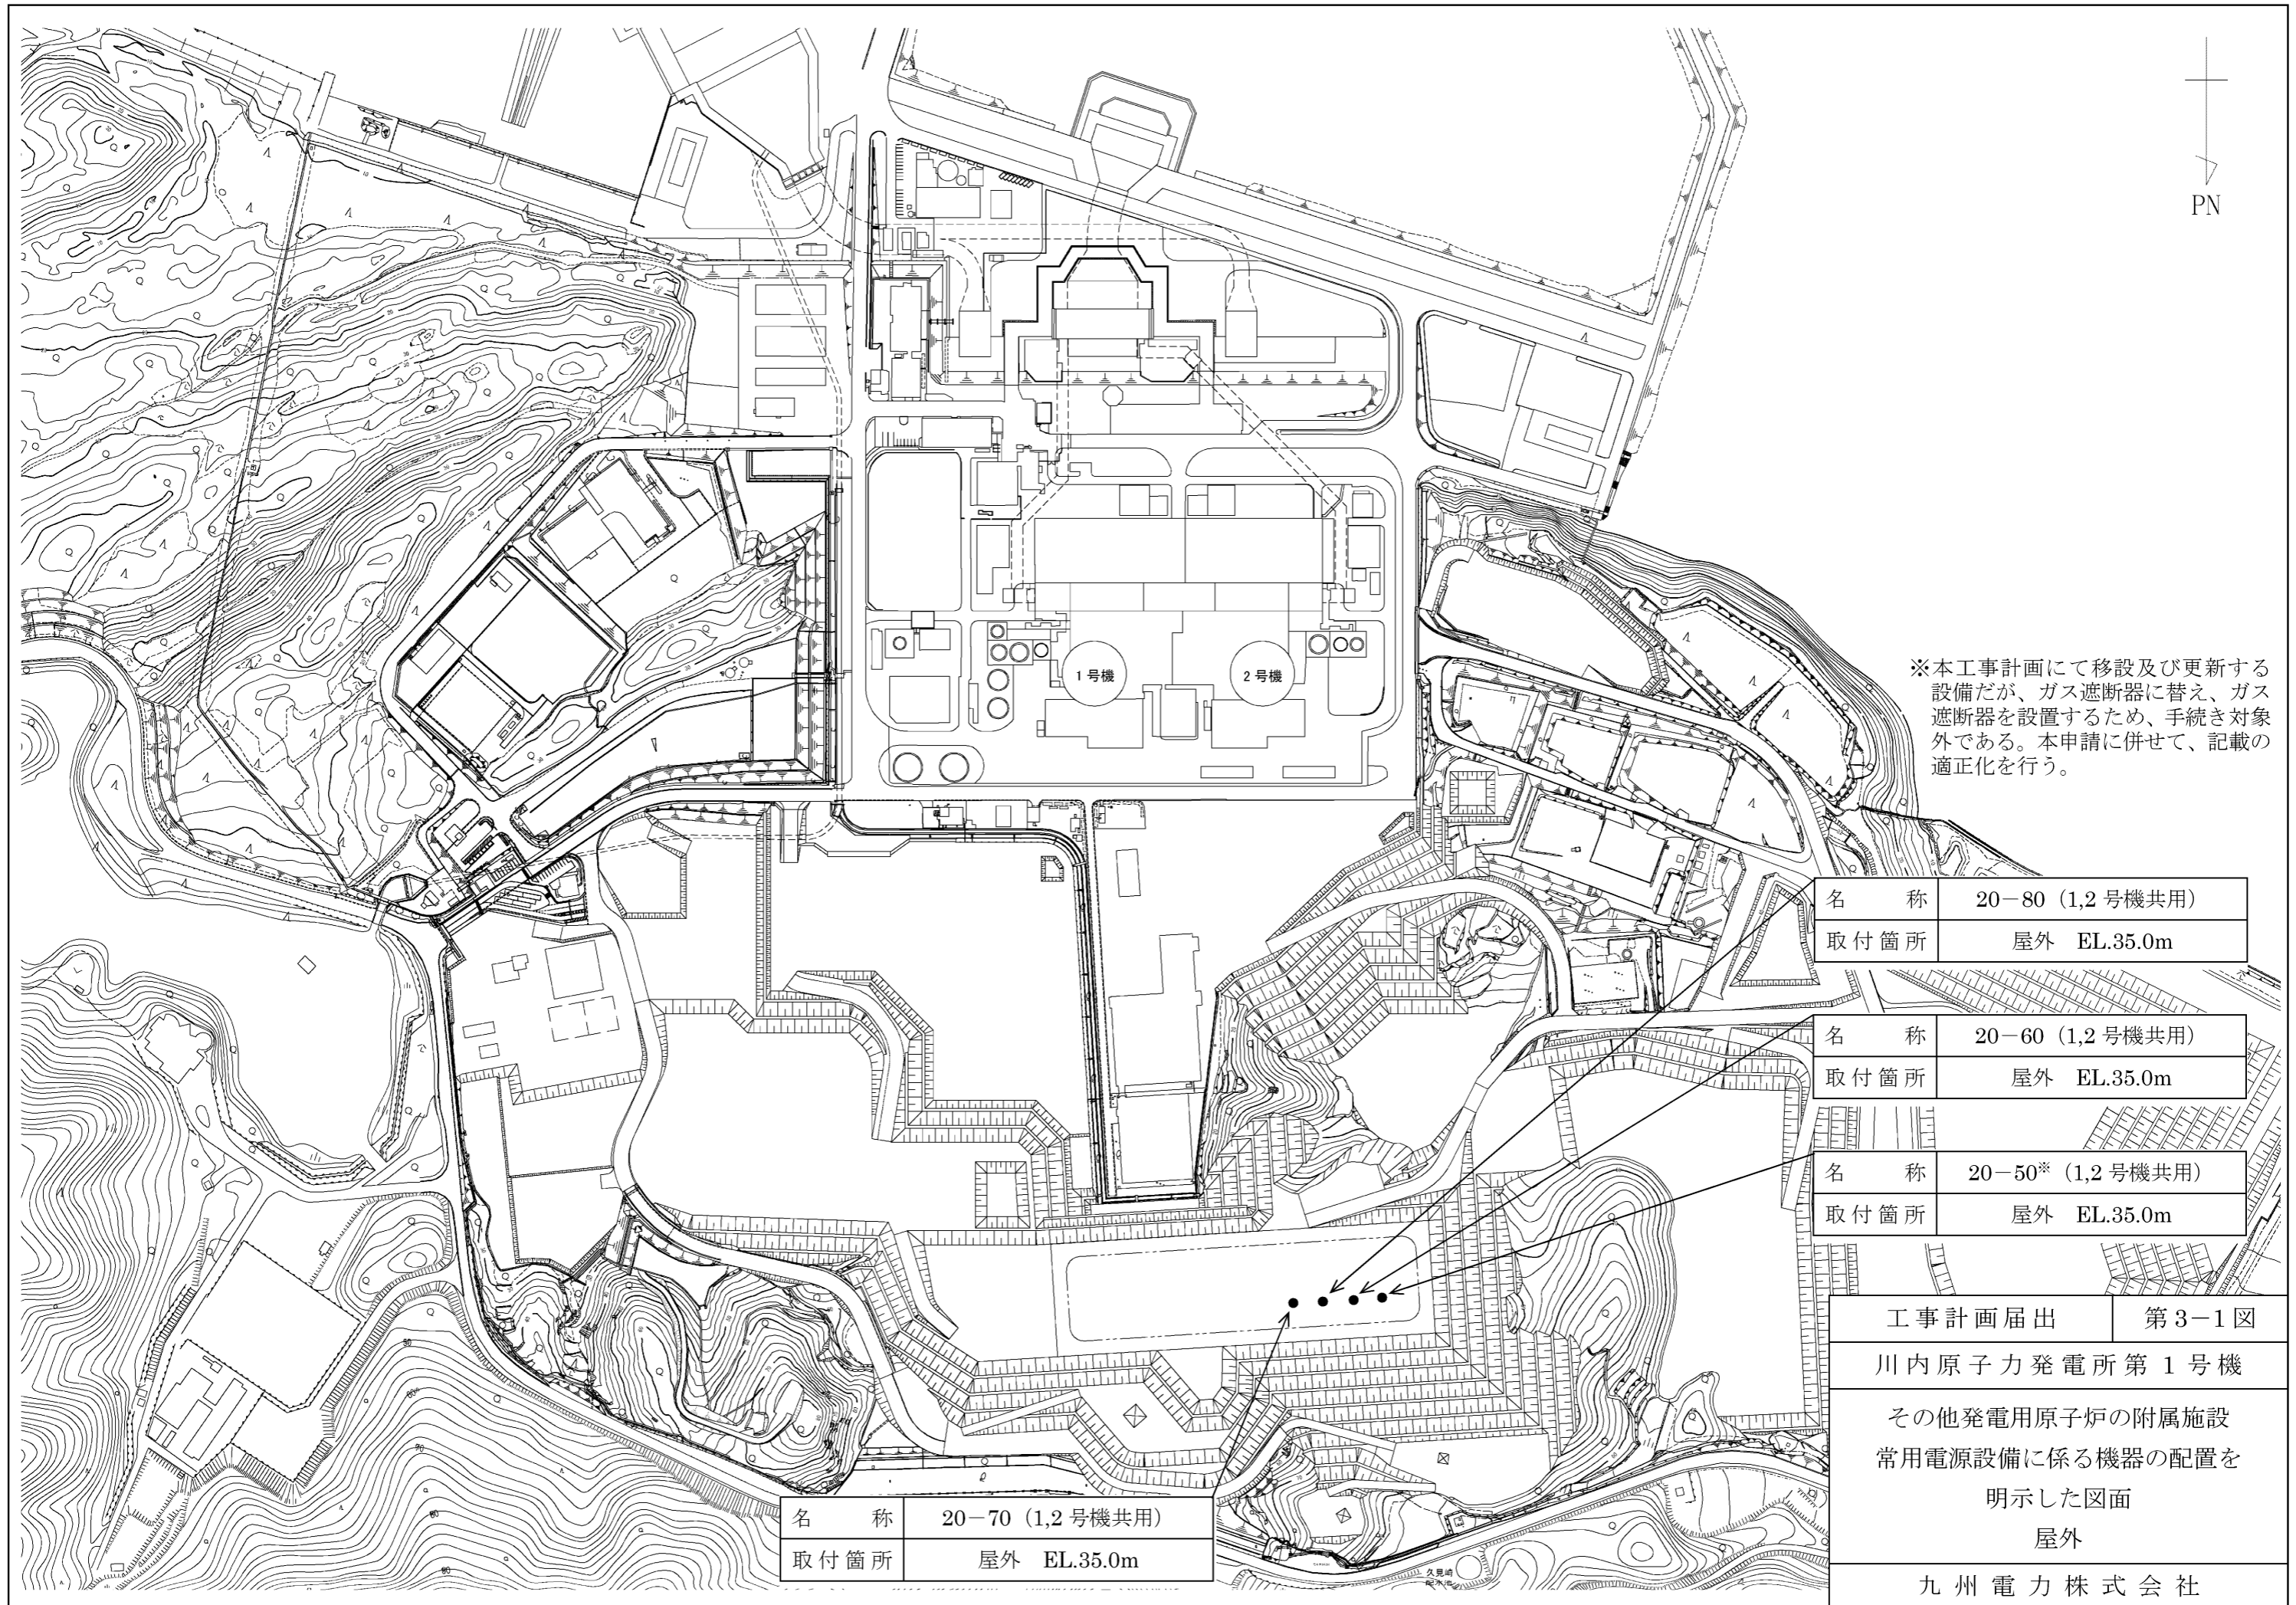 PN
1号機
2号機
※本工事計画にて移設及び更新する
設備だが、ガス遮断器に替え、ガス
遮断器を設置するため、手続き対象
外である。本申請に併せて、記載の
適正化を行う。
名称 20−80（1,2号機共用）
取付箇所 屋外 EL.35.0m
名称 20−60（1,2号機共用）
取付箇所 屋外 EL.35.0m
名称 20−50※（1,2号機共用）
取付箇所 屋外 EL.35.0m
名称 20−70（1,2号機共用）
取付箇所 屋外 EL.35.0m
久見崎
工事計画届出 第3−1図
川内原子力発電所第1号機
その他発電用原子炉の附属施設
常用電源設備に係る機器の配置を
明示した図面
屋外
九州電力株式会社